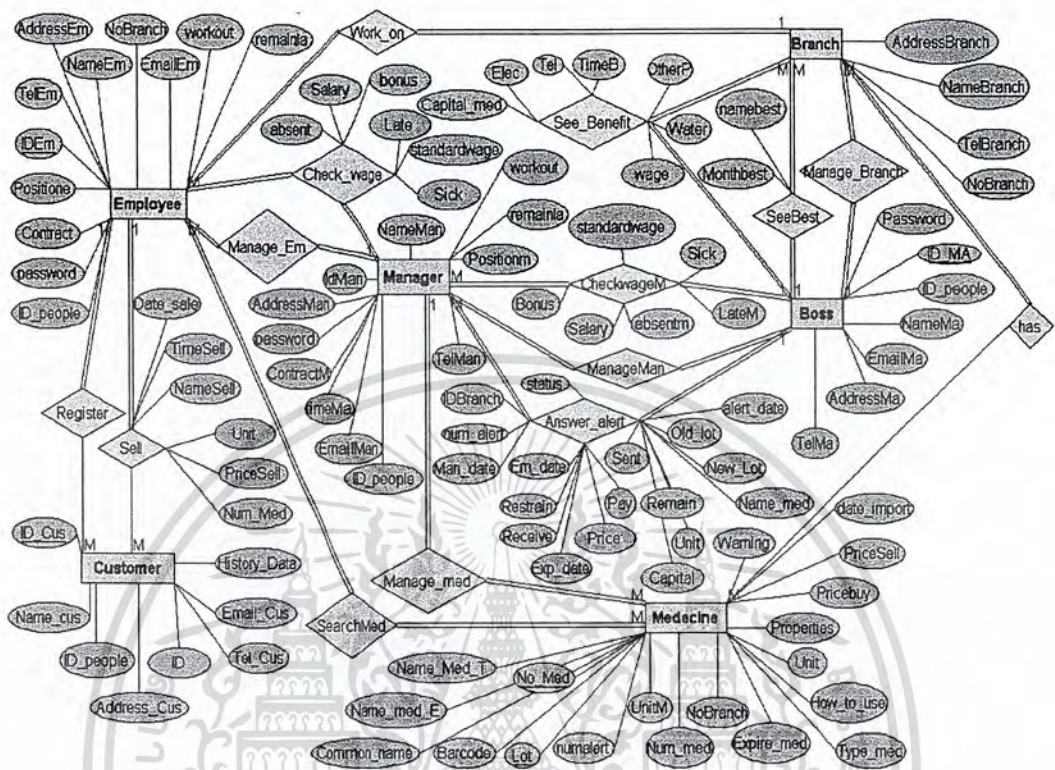 AddressEm
NoBranch
workout
remainla
NameEm
EmailEm
TelEm
IDEm
Positione
Contract
password
ID_people
Employee
Work_on
1
Branch
AddressBranch
NameBranch
TelBranch
NoBranch
M
M
M
Salary
bonus
absent
Late
standardwage
Sick
Check_wage
Elec
Tel
TimeB
OtherP
Capital_med
See_Benefit
Water
wage
namebest
Monthbest
SeeBest
Manage_Branch
Manage_Em
NameMan
workout
remainla
Positionm
IdMan
Manager
M
AddressMan
password
ContractM
timeMa
EmailMan
ID_people
TelMan
1
standardwage
Sick
CheckwageM
Bonus
Salary
absentm
LateM
ManageMan
1
Boss
Password
ID_MA
ID_people
NameMa
EmailMa
AddressMa
TelMa
has
1
Date_sale
TimeSell
NameSell
Unit
PriceSell
Num_Med
Register
Sell
IDBranch
num_alert
Man_date
status
Answer_alert
Em_date
Restrain
Receive
Exp_date
Price
Pay
Sent
Remain
Unit
Capital
alert_date
Old_lot
New_Lot
Name_med
Warning
date_import
PriceSell
Pricebuy
Properties
Unit
How_to_use
Type_med
Expire_med
NoBranch
Num_med
UnitM
numalert
Lot
Barcode
Common_name
Name_med_E
No_Med
Name_Med_T
Manage_med
SearchMed
M
M
M
Medecine
ID_Cus
M
M
Customer
History_Data
Email_Cus
Tel_Cus
ID
Address_Cus
ID_people
Name_cus